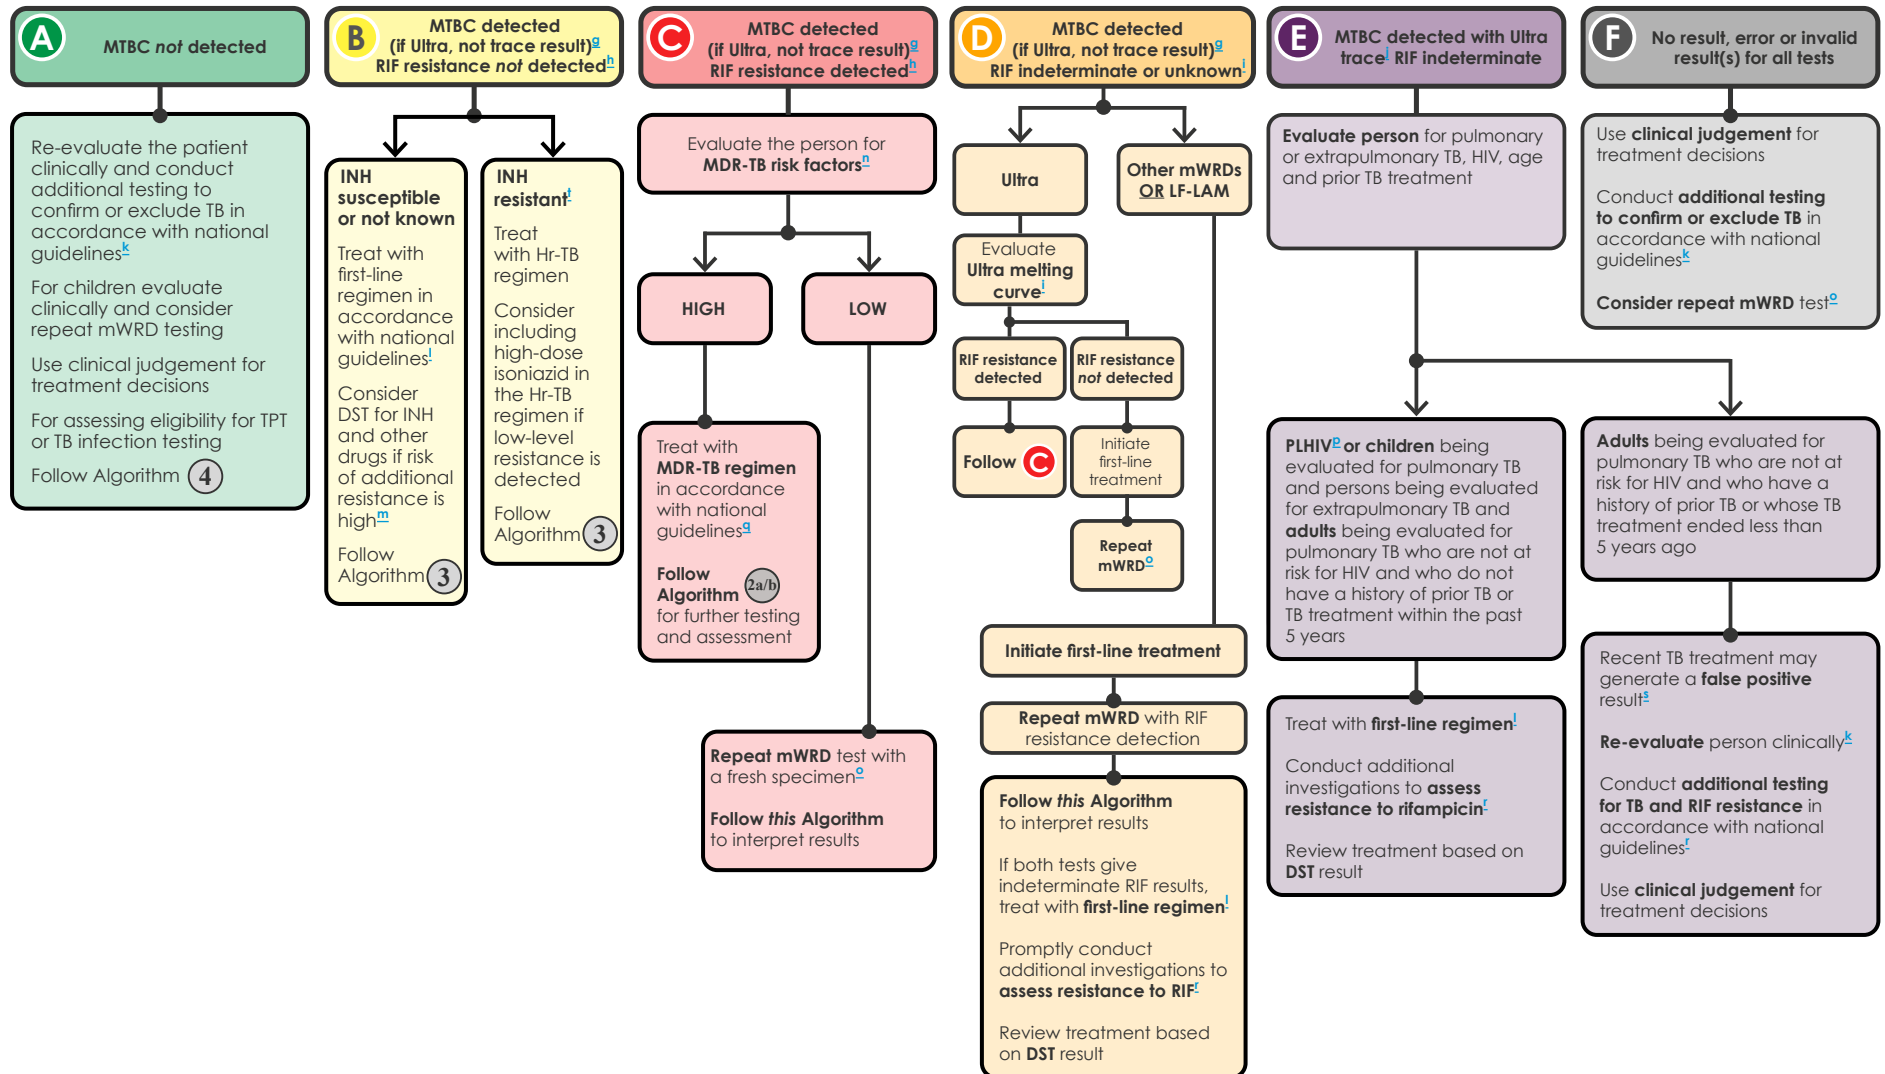 A
MTBC not detected
Re-evaluate the patient
clinically and conduct
additional testing to
confirm or exclude TB in
accordance with national
guidelinesk
For children evaluate
clinically and consider
repeat mWRD testing
Use clinical judgement for
treatment decisions
For assessing eligibility for TPT
or TB infection testing
Follow Algorithm 4
B
MTBC detected
(if Ultra, not trace result)g
RIF resistance not detectedh
INH
susceptible
or not known
Treat with
first-line
regimen in
accordance
with national
guidelinesl
Consider
DST for INH
and other
drugs if risk
of additional
resistance is
highm
Follow
Algorithm 3
INH
resistantt
Treat
with Hr-TB
regimen
Consider
including
high-dose
isoniazid in
the Hr-TB
regimen if
low-level
resistance is
detected
Follow
Algorithm 3
C
MTBC detected
(if Ultra, not trace result)g
RIF resistance detectedh
Evaluate the person for
MDR-TB risk factorsn
HIGH
LOW
Treat with
MDR-TB regimen
in accordance
with national
guidelinesq
Follow
Algorithm 2a/b
for further testing
and assessment
Repeat mWRD test with
a fresh specimeno
Follow this Algorithm
to interpret results
D
MTBC detected
(if Ultra, not trace result)g
RIF indeterminate or unknowni
Ultra
Other mWRDs
OR LF-LAM
Evaluate
Ultra melting
curvei
RIF resistance
detected
RIF resistance
not detected
Follow C
Initiate
first-line
treatment
Repeat
mWRDo
Initiate first-line treatment
Repeat mWRD with RIF
resistance detection
Follow this Algorithm
to interpret results
If both tests give
indeterminate RIF results,
treat with first-line regimenl
Promptly conduct
additional investigations to
assess resistance to RIFr
Review treatment based
on DST result
E
MTBC detected with Ultra
tracej RIF indeterminate
Evaluate person for pulmonary
or extrapulmonary TB, HIV, age
and prior TB treatment
PLHIVp or children being
evaluated for pulmonary TB
and persons being evaluated
for extrapulmonary TB and
adults being evaluated for
pulmonary TB who are not at
risk for HIV and who do not
have a history of prior TB or
TB treatment within the past
5 years
Treat with first-line regimenl
Conduct additional
investigations to assess
resistance to rifampicinr
Review treatment based on
DST result
Adults being evaluated for
pulmonary TB who are not at
risk for HIV and who have a
history of prior TB or whose TB
treatment ended less than
5 years ago
Recent TB treatment may
generate a false positive
results
Re-evaluate person clinicallyk
Conduct additional testing
for TB and RIF resistance in
accordance with national
guidelinesr
Use clinical judgement for
treatment decisions
F
No result, error or invalid
result(s) for all tests
Use clinical judgement for
treatment decisions
Conduct additional testing
to confirm or exclude TB in
accordance with national
guidelinesk
Consider repeat mWRD testo